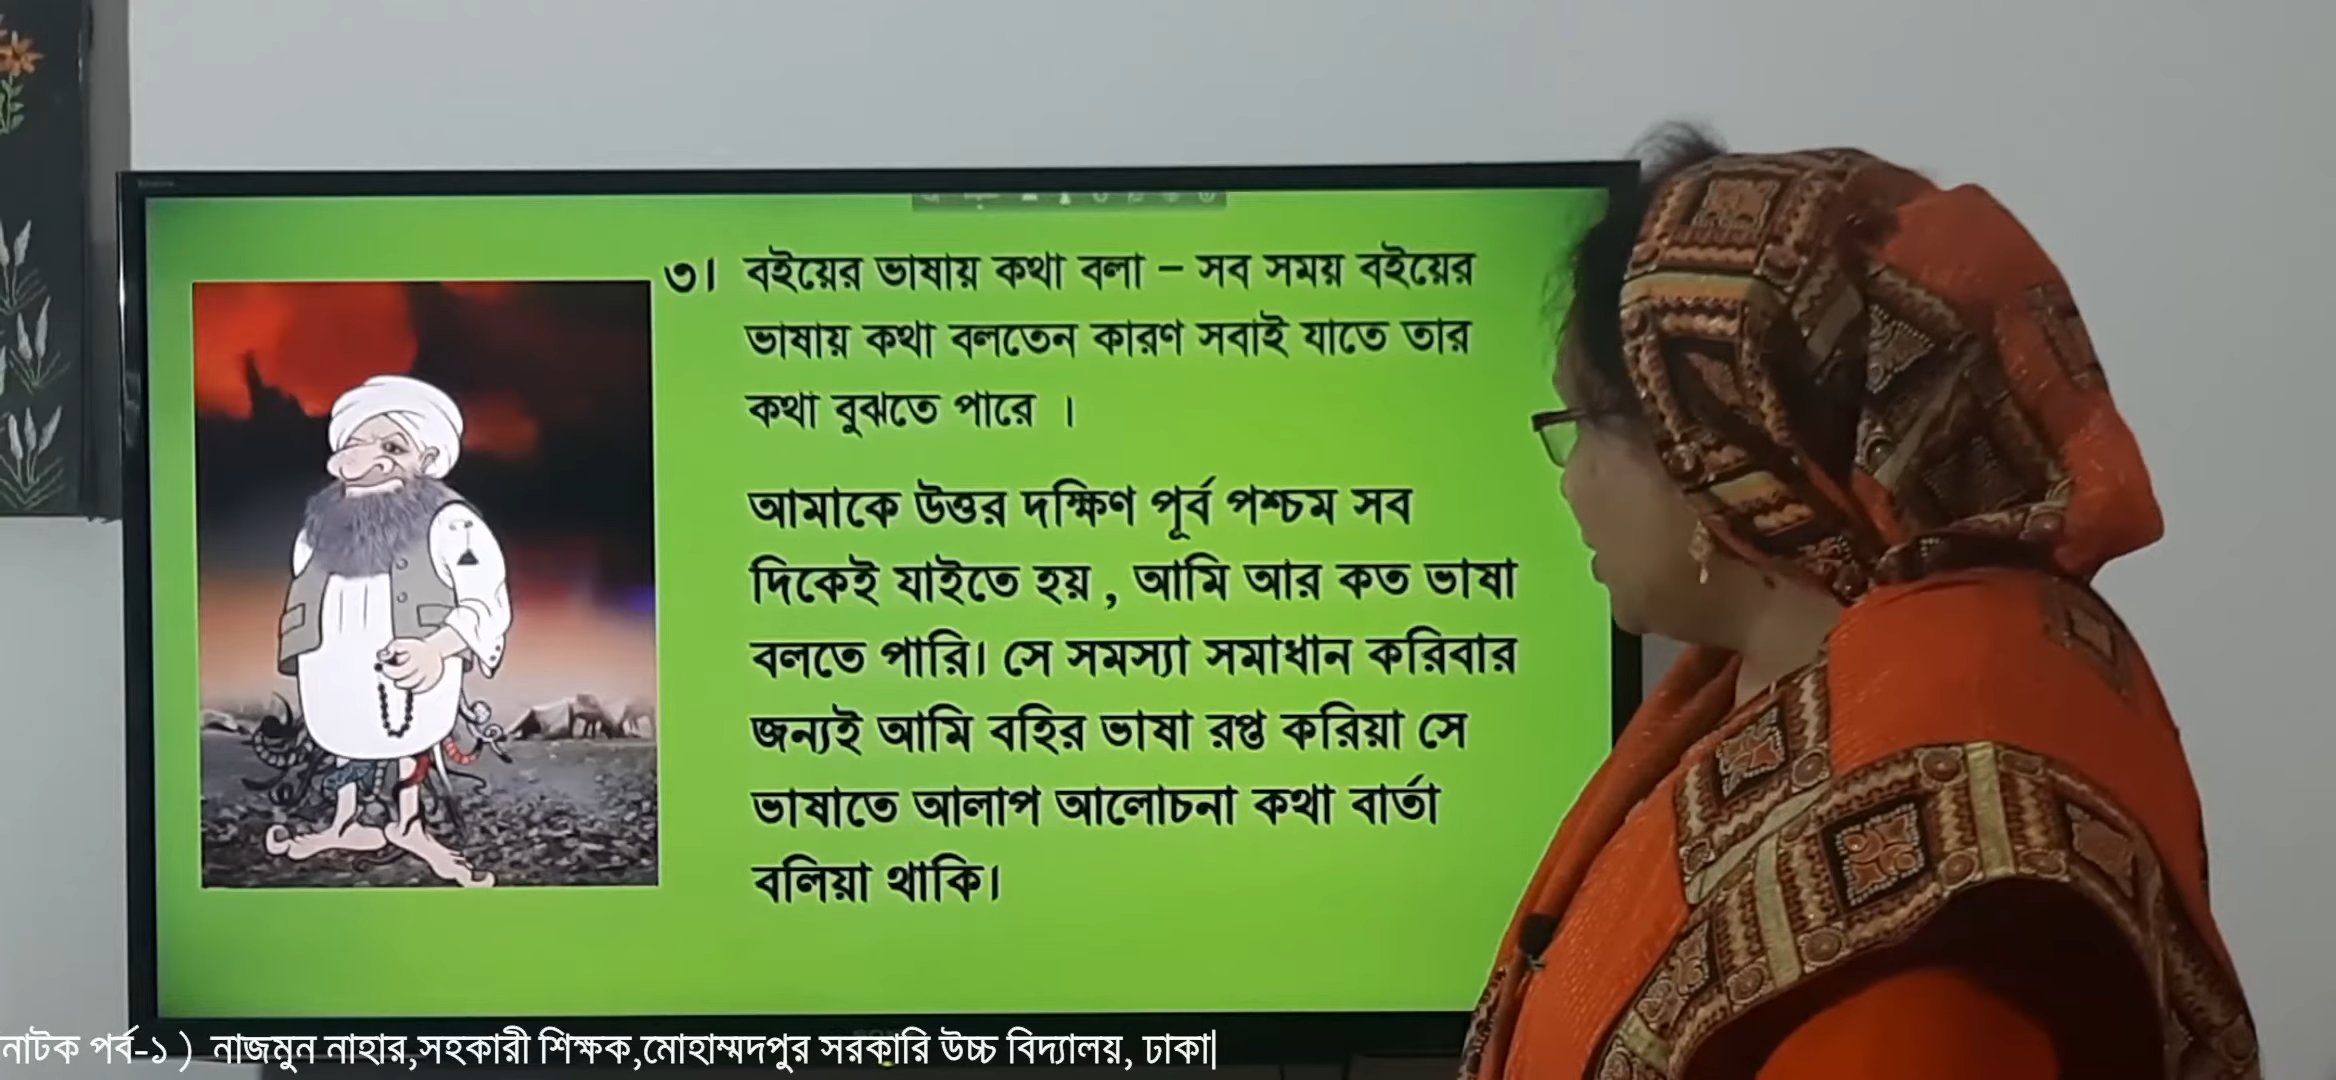 ৩। বইয়ের ভাষায় কথা বলা – সব সময় বইয়ের
ভাষায় কথা বলতেন কারণ সবাই যাতে তার
কথা বুঝতে পারে ।
আমাকে উত্তর দক্ষিণ পূর্ব পশ্চম সব
দিকেই যাইতে হয় , আমি আর কত ভাষা
বলতে পারি। সে সমস্যা সমাধান করিবার
জন্যই আমি বহির ভাষা রপ্ত করিয়া সে
ভাষাতে আলাপ আলোচনা কথা বার্তা
বলিয়া থাকি।
নাটক পর্ব-১ ) নাজমুন নাহার,সহকারী শিক্ষক,মোহাম্মদপুর সরকারি উচ্চ বিদ্যালয়, ঢাকা|